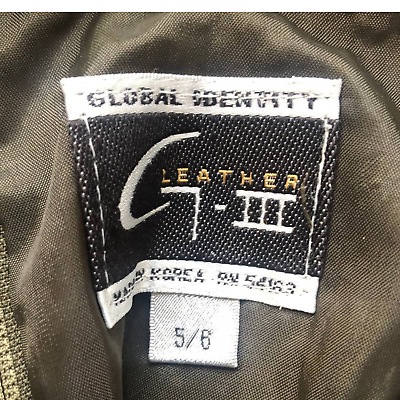 GLOBAL IDENTITY
LEATHER
G-III
MADE IN KOREA RN 54163
5/6